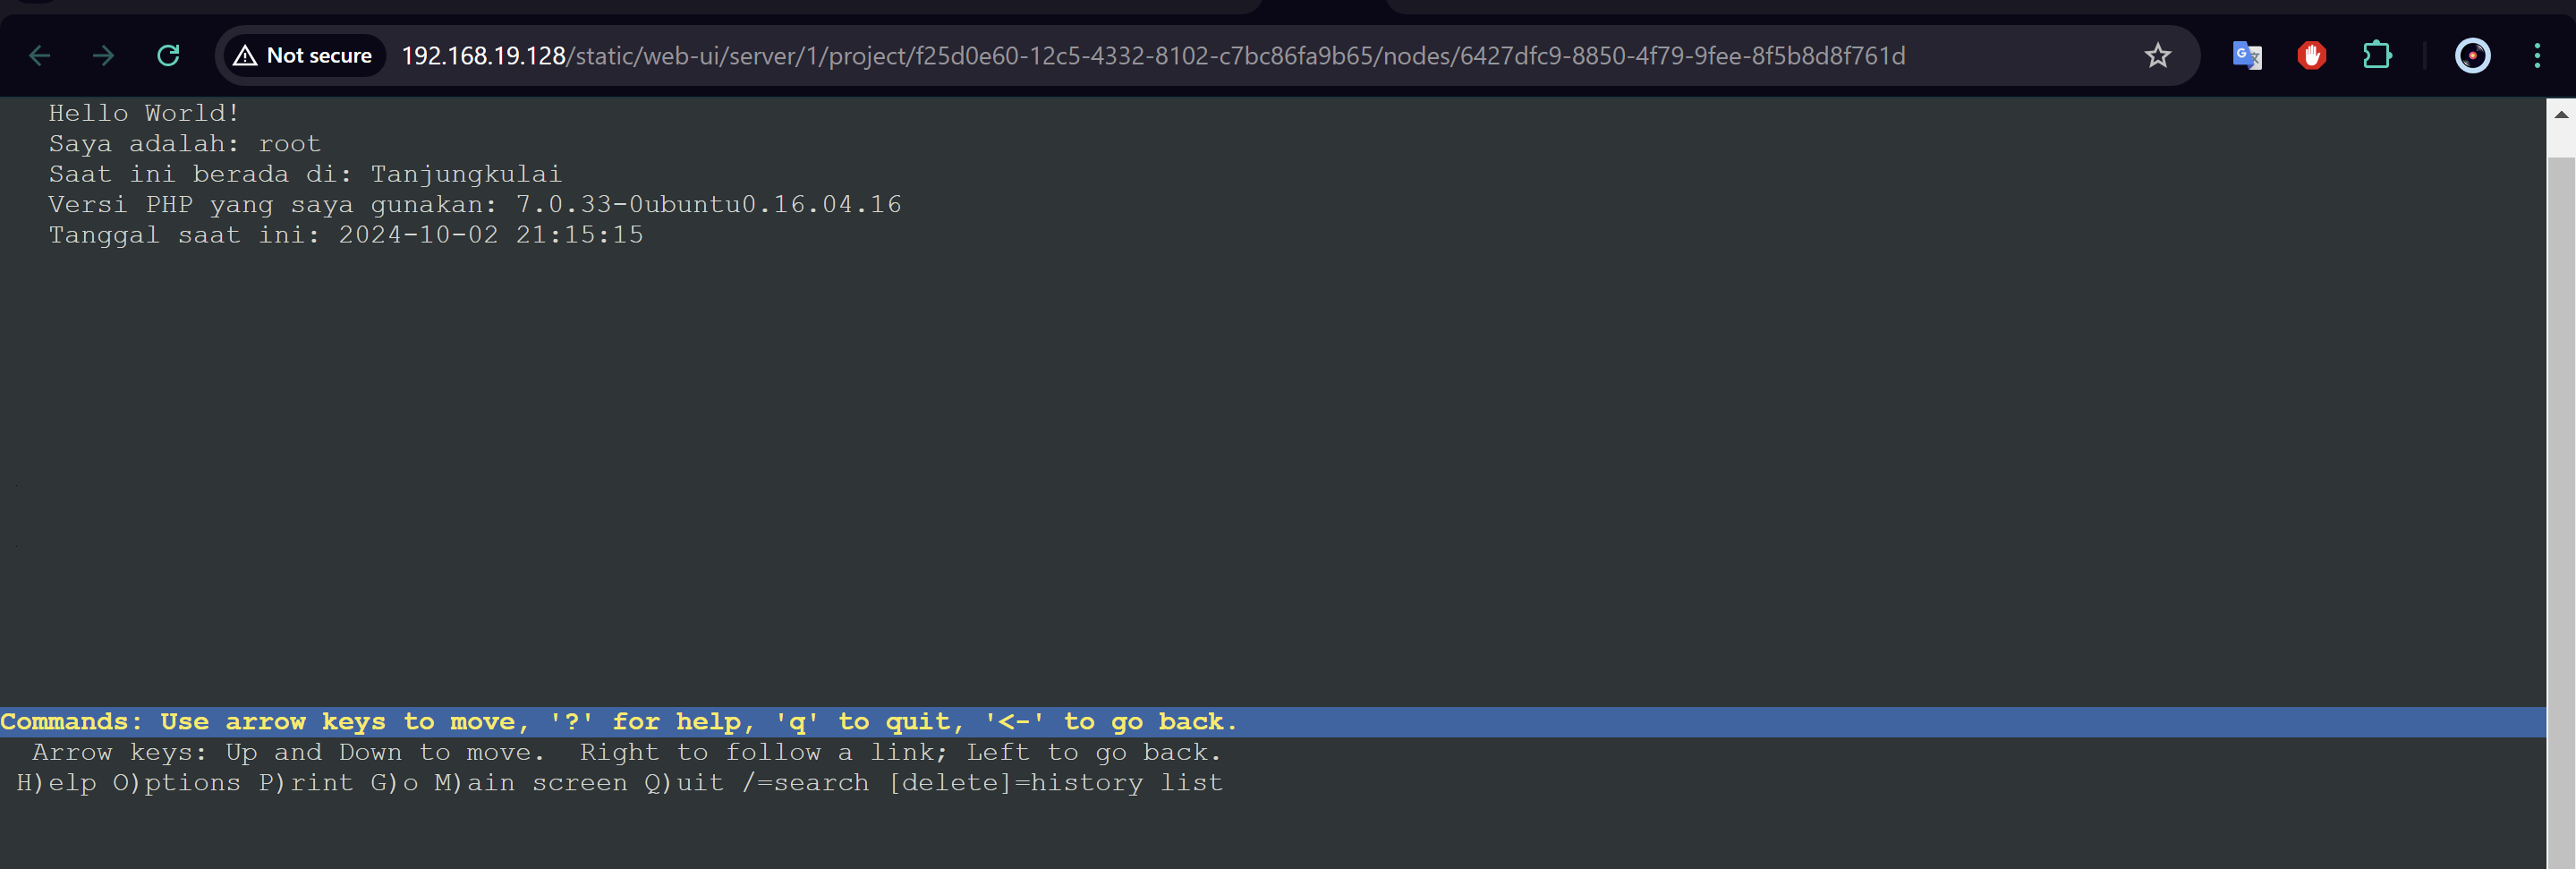 Not secure 192.168.19.128/static/web-ui/server/1/project/f25d0e60-12c5-4332-8102-c7bc86fa9b65/nodes/6427dfc9-8850-4f79-9fee-8f5b8d8f761d
Hello World!
Saya adalah: root
Saat ini berada di: Tanjungkulai
Versi PHP yang saya gunakan: 7.0.33-0ubuntu0.16.04.16
Tanggal saat ini: 2024-10-02 21:15:15
Commands: Use arrow keys to move, '?' for help, 'q' to quit, '<-' to go back.
Arrow keys: Up and Down to move.  Right to follow a link; Left to go back.
H)elp O)ptions P)rint G)o M)ain screen Q)uit /=search [delete]=history list